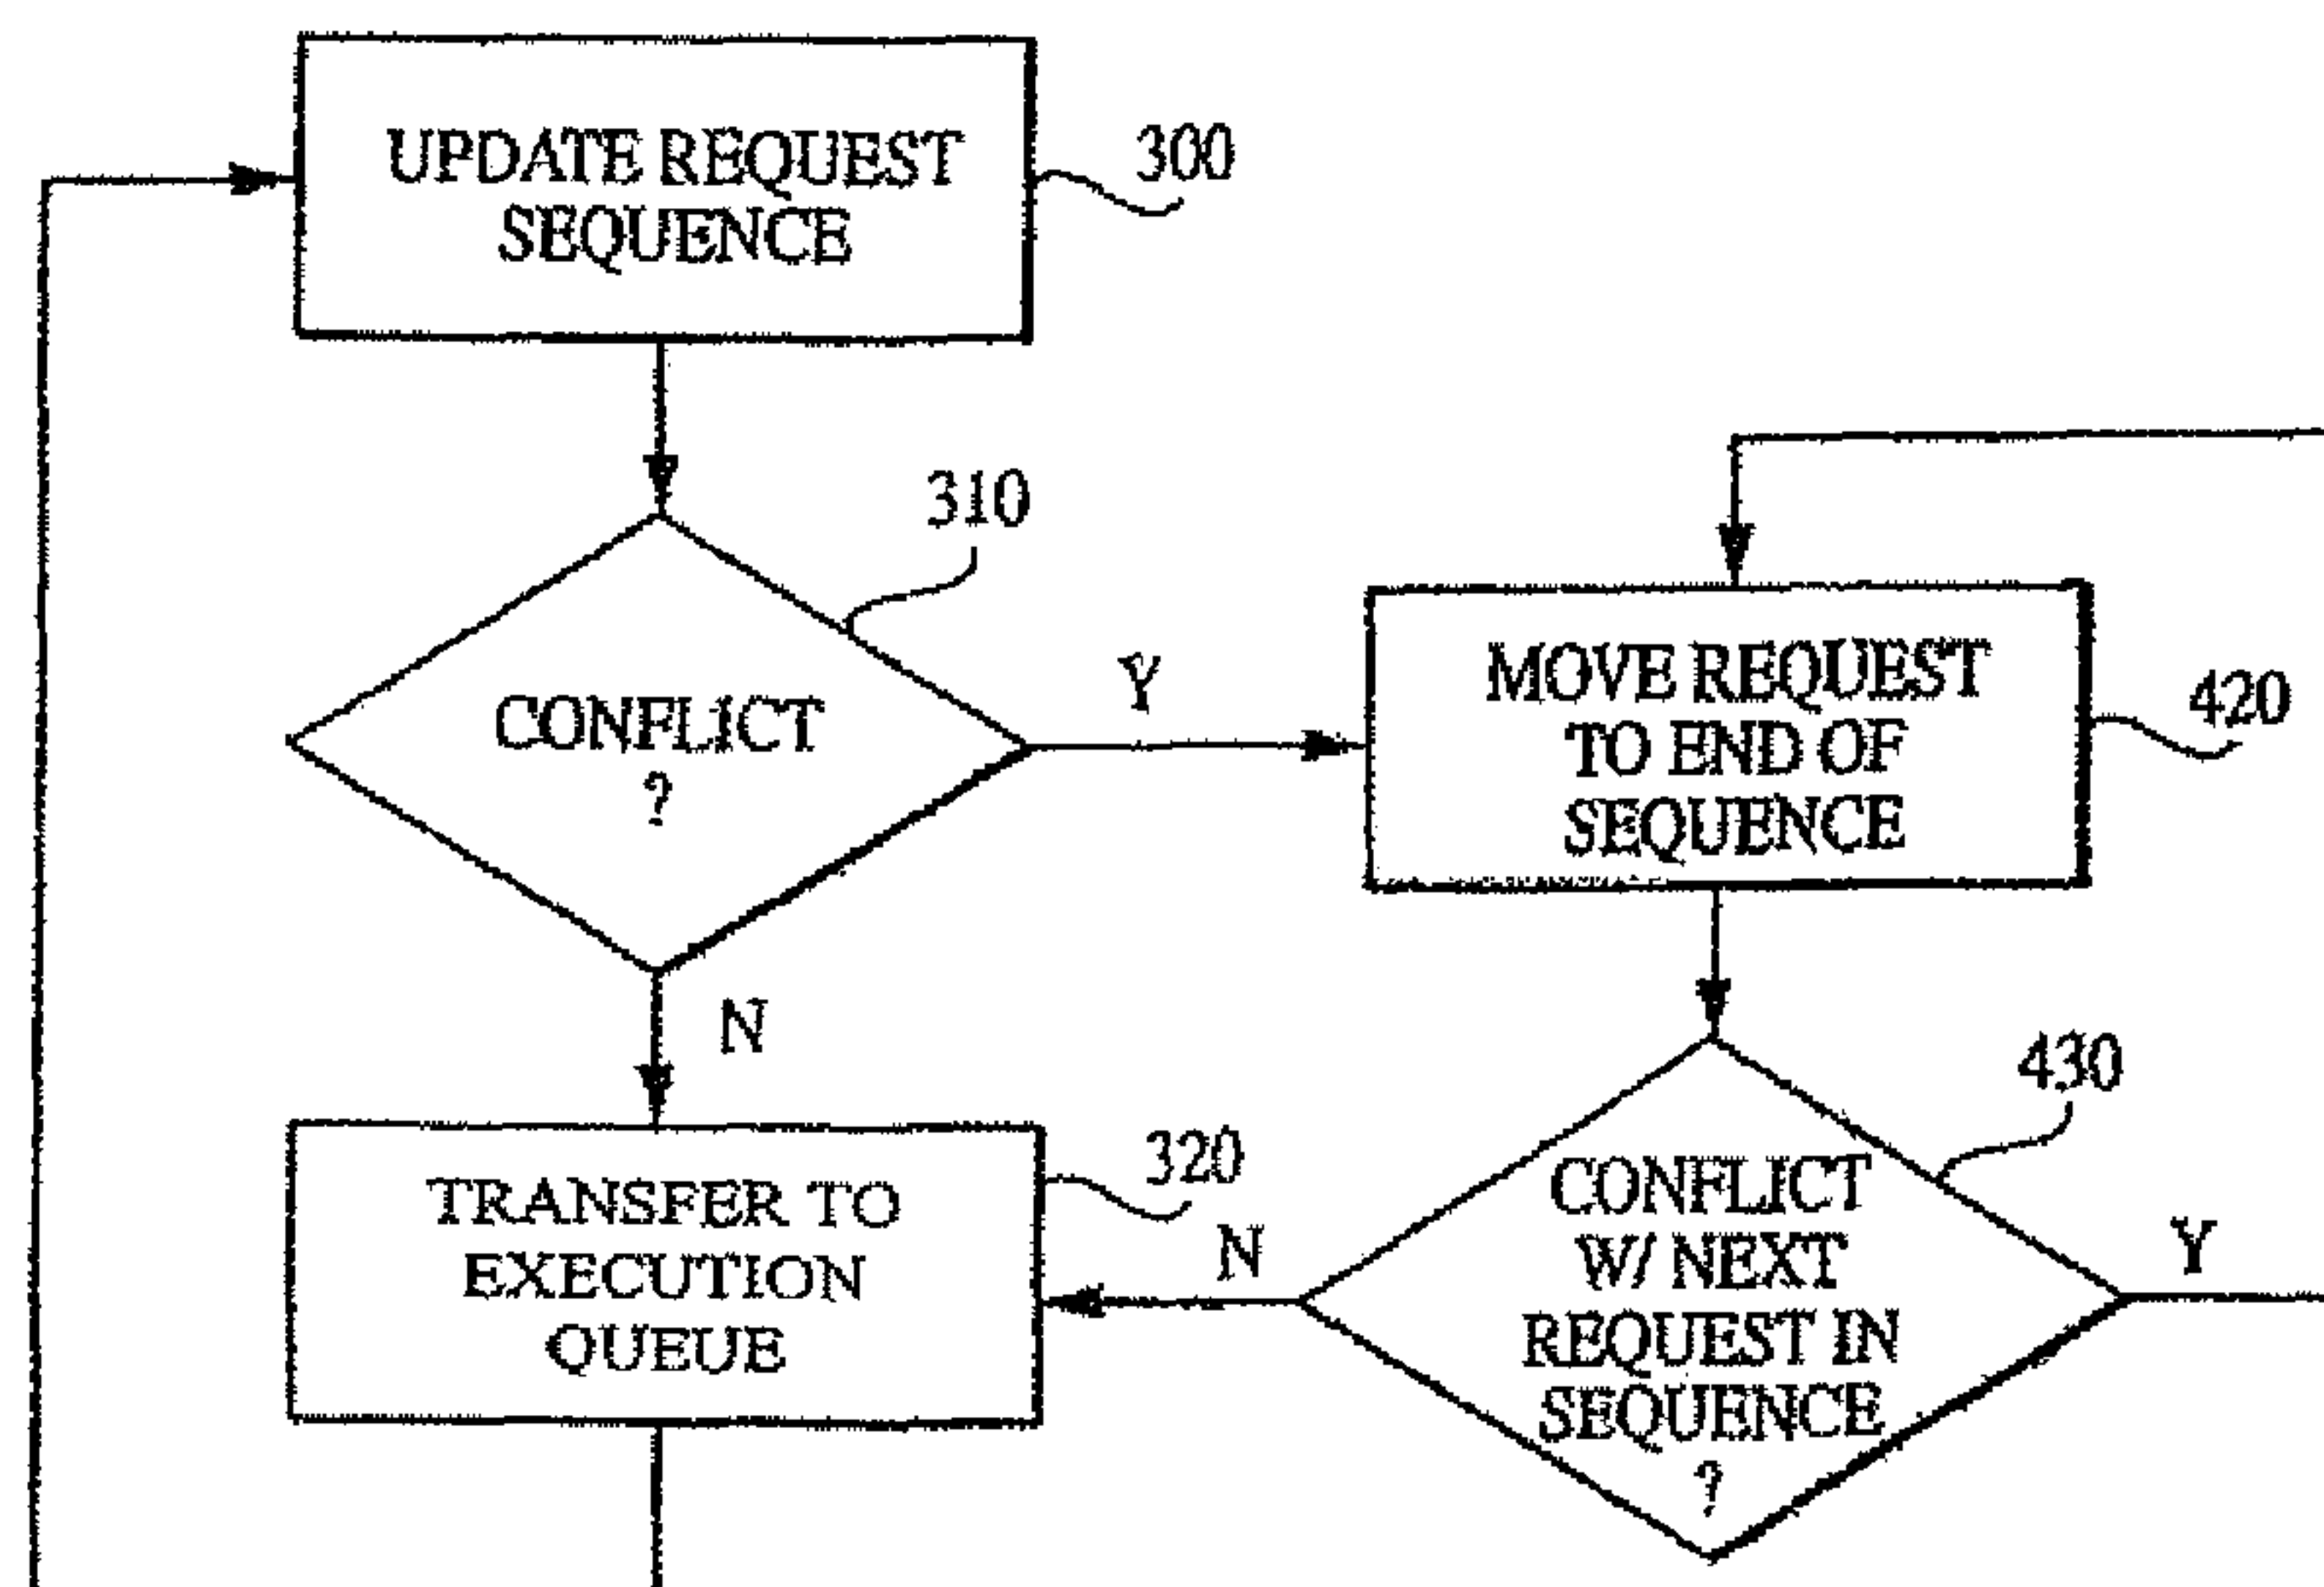 UPDATE REQUEST
SEQUENCE
300
310
CONFLICT
?
Y
MOVE REQUEST
TO END OF
SEQUENCE
420
N
TRANSFER TO
EXECUTION
QUEUE
320
N
430
CONFLICT
W/ NEXT
REQUEST IN
SEQUENCE
?
Y